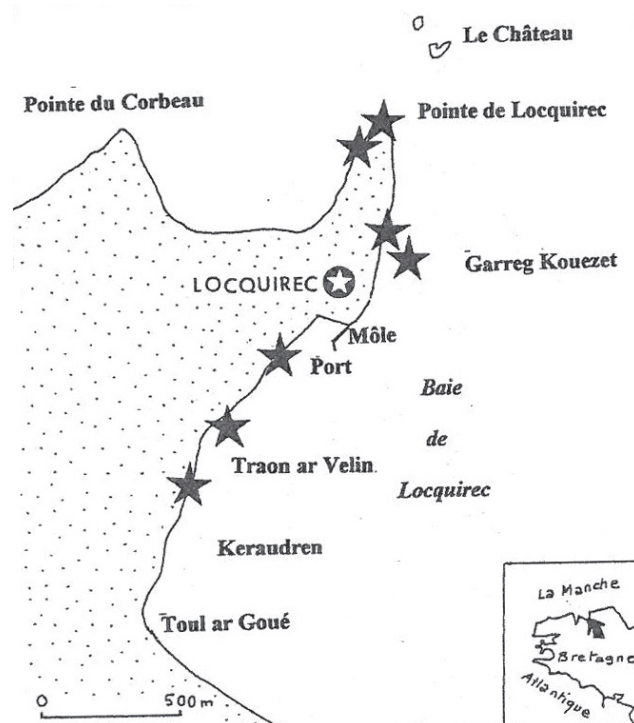 Le Château
Pointe du Corbeau
Pointe de Locquirec
Garreg Kouezet
LOCQUIREC
Môle
Port
Baie
de
Locquirec
Traon ar Velin
Keraudren
Toul ar Goué
La Manche
Bretagne
Atlantique
0 500 m